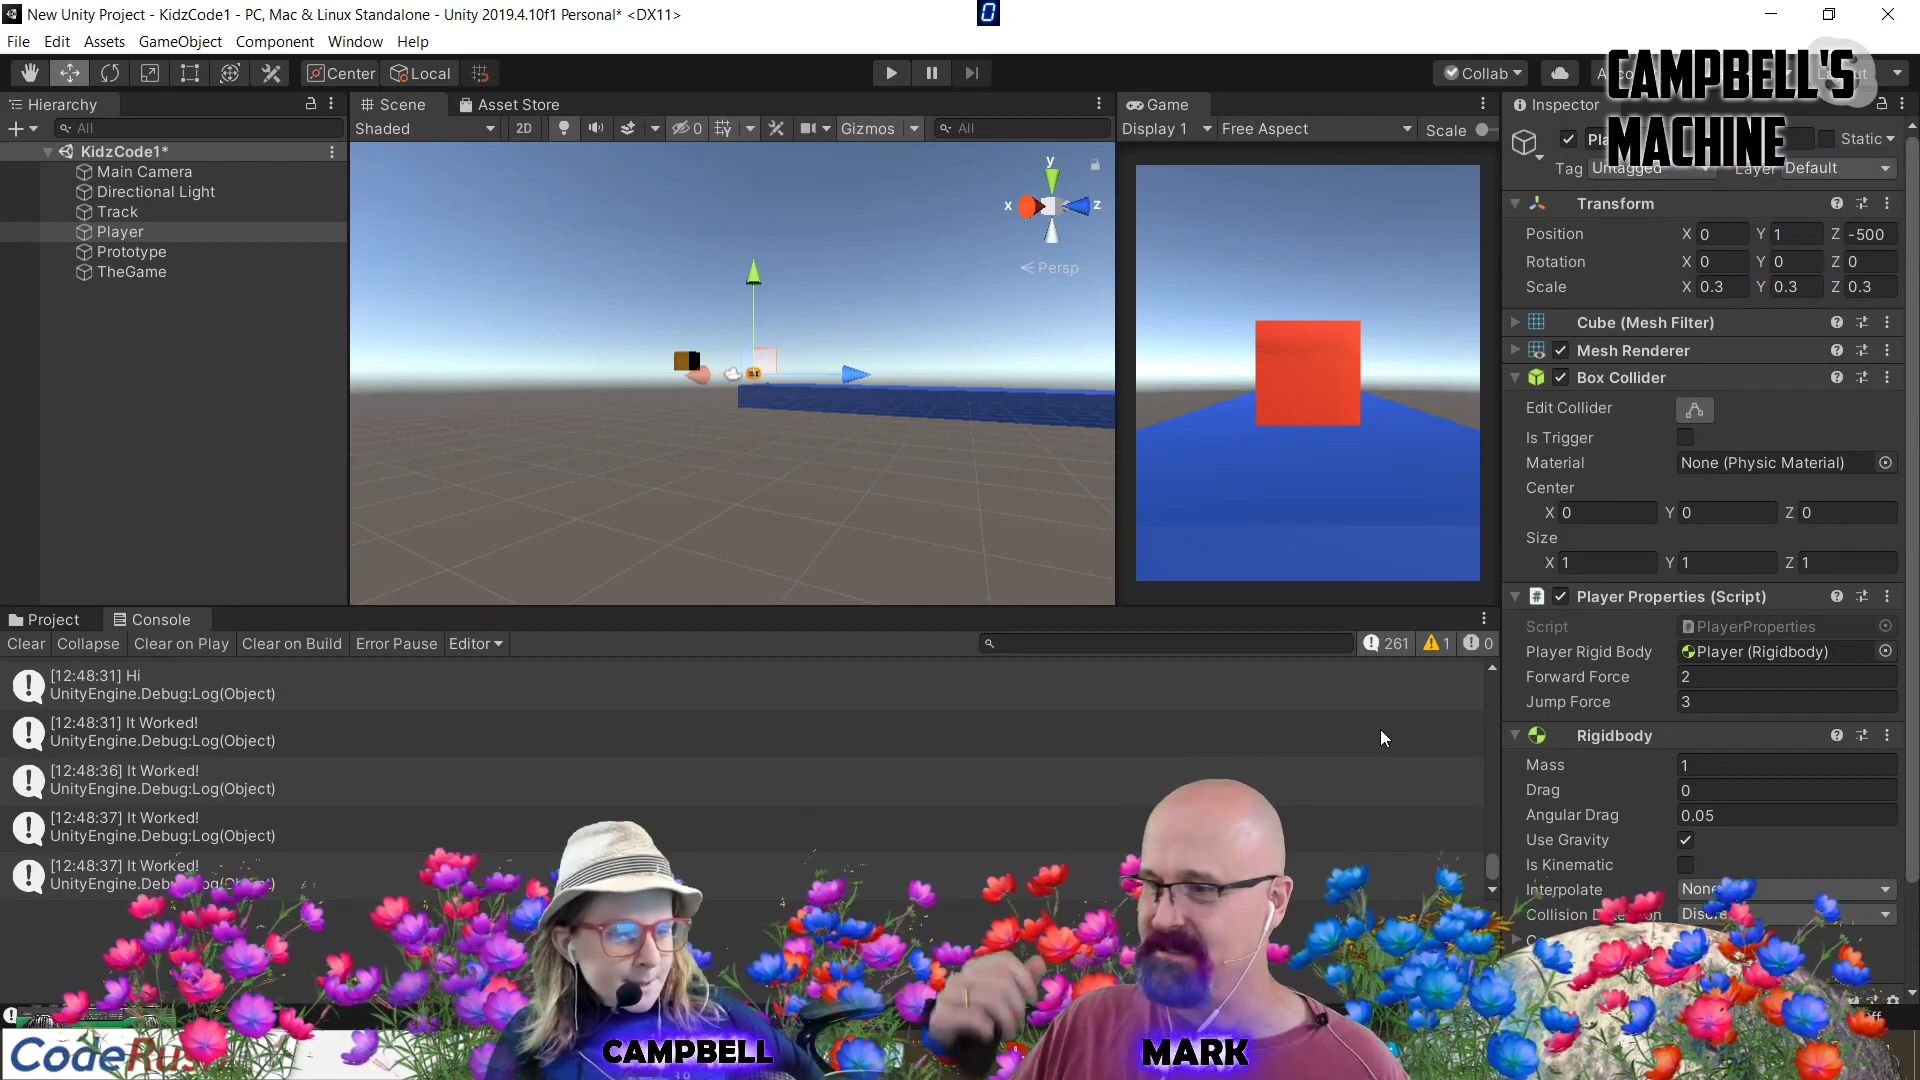 New Unity Project - KidzCode1 - PC, Mac & Linux Standalone - Unity 2019.4.10f1 Personal* <DX11>
0
File Edit Assets GameObject Component Window Help
Center Local
Collab
CAMPBELL'S
MACHINE
Hierarchy
All
KidzCode1*
Main Camera
Directional Light
Track
Player
Prototype
TheGame
Scene Asset Store
Shaded 2D 0 Gizmos All
y
x
z
Persp
Game
Display 1 Free Aspect Scale
Inspector
Static
Tag Untagged Layer Default
Transform
Position X 0 Y 1 Z -500
Rotation X 0 Y 0 Z 0
Scale X 0.3 Y 0.3 Z 0.3
Cube (Mesh Filter)
Mesh Renderer
Box Collider
Edit Collider
Is Trigger
Material None (Physic Material)
Center
X 0 Y 0 Z 0
Size
X 1 Y 1 Z 1
Player Properties (Script)
Script PlayerProperties
Player Rigid Body Player (Rigidbody)
Forward Force 2
Jump Force 3
Rigidbody
Mass 1
Drag 0
Angular Drag 0.05
Use Gravity
Is Kinematic
Interpolate None
Collision
Project Console
Clear Collapse Clear on Play Clear on Build Error Pause Editor 261 1 0
[12:48:31] Hi
UnityEngine.Debug:Log(Object)
[12:48:31] It Worked!
UnityEngine.Debug:Log(Object)
[12:48:36] It Worked!
UnityEngine.Debug:Log(Object)
[12:48:37] It Worked!
UnityEngine.Debug:Log(Object)
[12:48:37] It Worked!
UnityEngine.Debug:Log(Object)
CAMPBELL
MARK